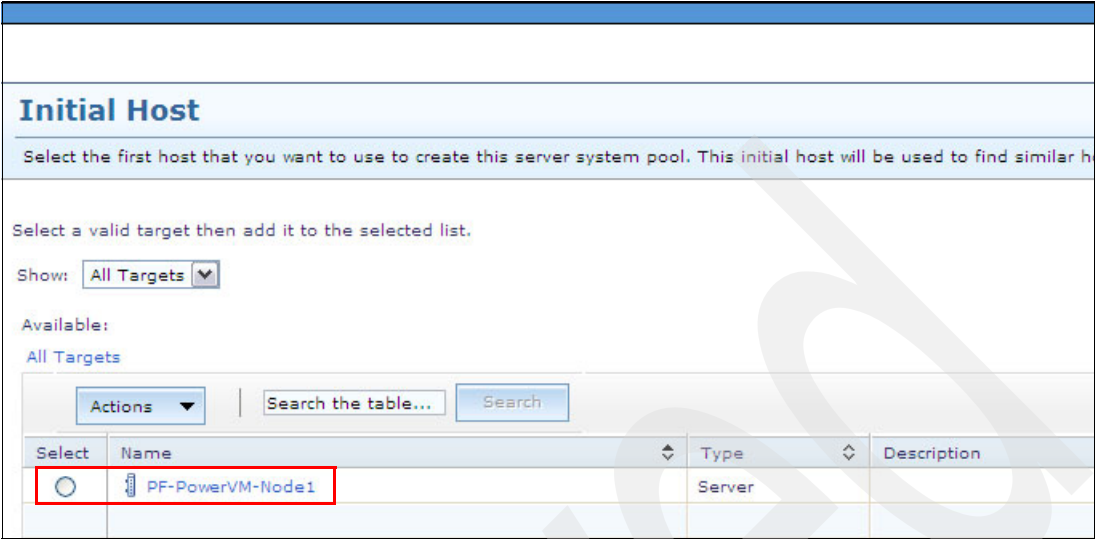 Initial Host
Select the first host that you want to use to create this server system pool. This initial host will be used to find similar
Select a valid target then add it to the selected list.
Show: All Targets
Available:
All Targets
Actions Search the table... Search
Select Name Type Description
PF-PowerVM-Node1 Server